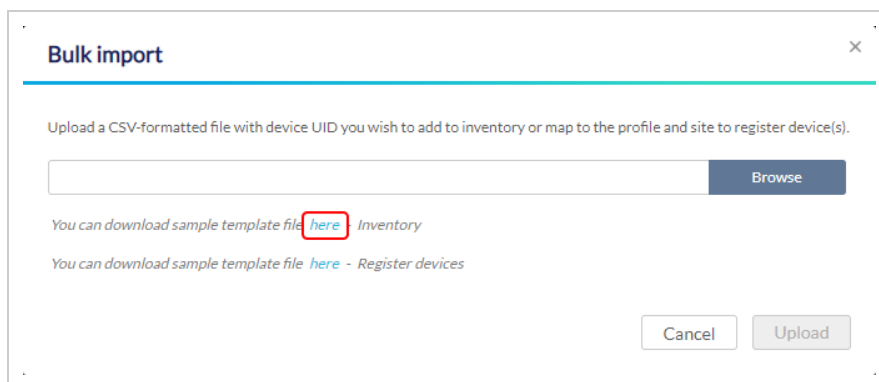 Bulk import
×
Upload a CSV-formatted file with device UID you wish to add to inventory or map to the profile and site to register device(s).
Browse
You can download sample template file here - Inventory
You can download sample template file here - Register devices
Cancel Upload